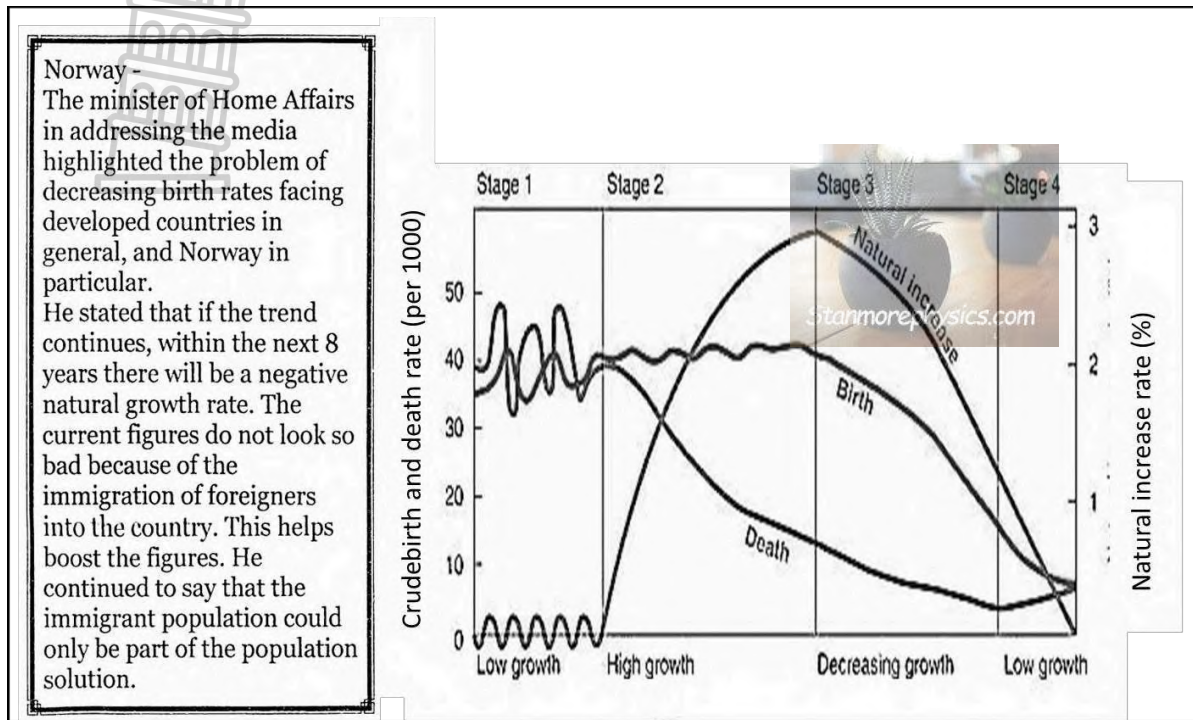 Norway -
The minister of Home Affairs
in addressing the media
highlighted the problem of
decreasing birth rates facing
developed countries in
general, and Norway in
particular.
He stated that if the trend
continues, within the next 8
years there will be a negative
natural growth rate. The
current figures do not look so
bad because of the
immigration of foreigners
into the country. This helps
boost the figures. He
continued to say that the
immigrant population could
only be part of the population
solution.
Crudebirth and death rate (per 1000)
50
40
30
20
10
0
Stage 1
Stage 2
Stage 3
Stage 4
Natural increase
Birth
Death
Stanmorephysics.com
Low growth
High growth
Decreasing growth
Low growth
3
2
1
Natural increase rate (%)